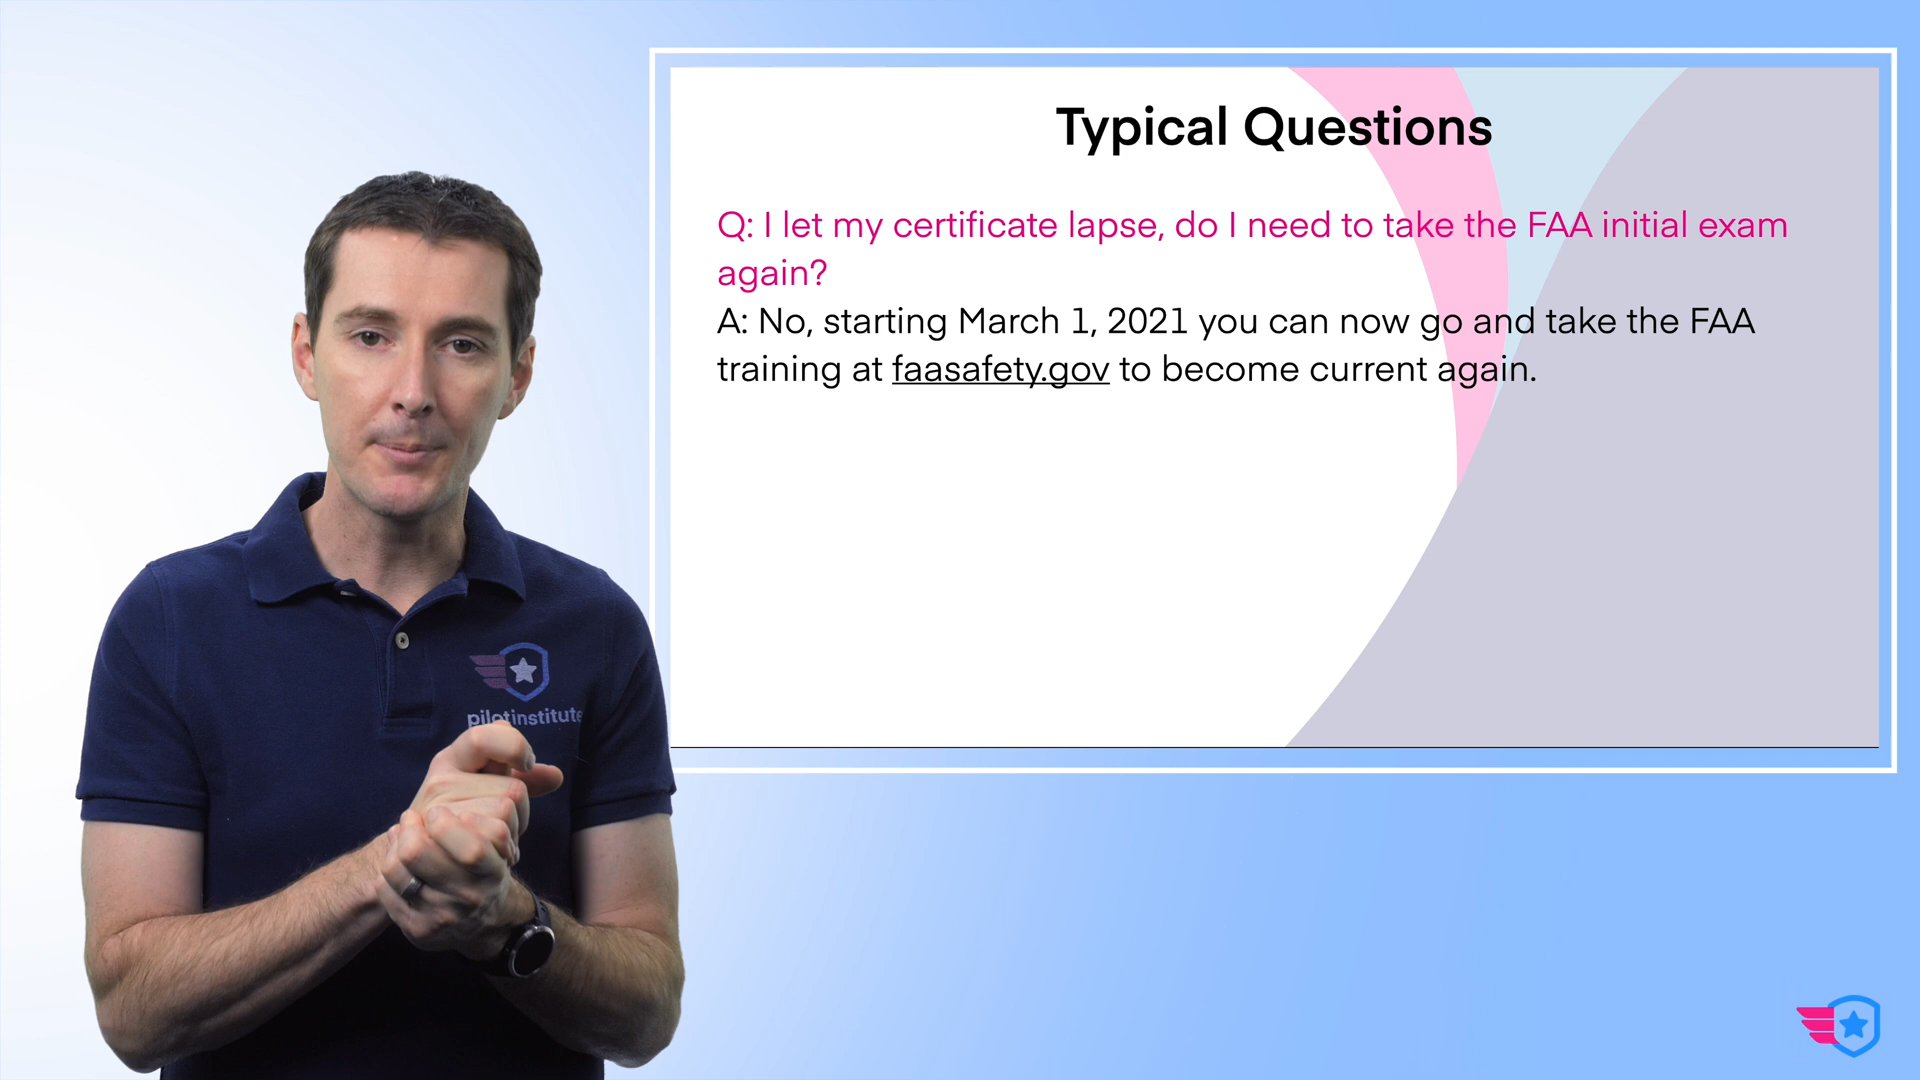 Typical Questions
Q: I let my certificate lapse, do I need to take the FAA initial exam
again?
A: No, starting March 1, 2021 you can now go and take the FAA
training at faasafety.gov to become current again.
pilotinstitute